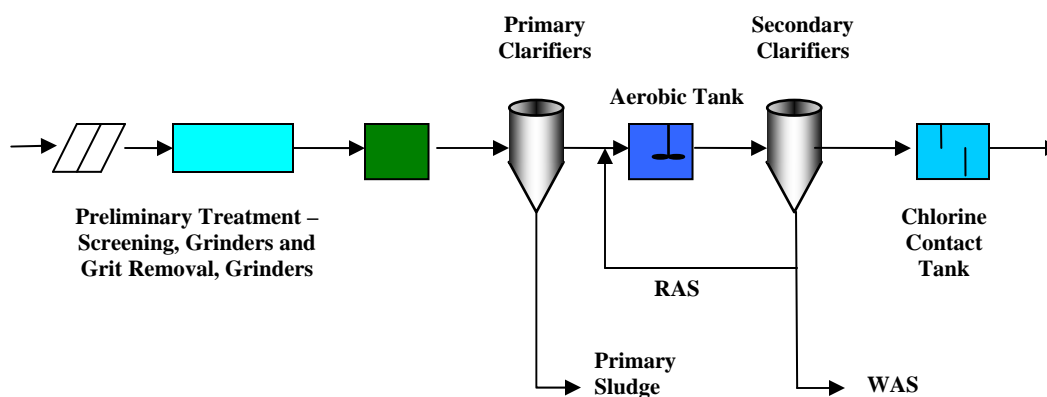 Primary
Clarifiers
Secondary
Clarifiers
Aerobic Tank
Preliminary Treatment –
Screening, Grinders and
Grit Removal, Grinders
Chlorine
Contact
Tank
RAS
Primary
Sludge
WAS